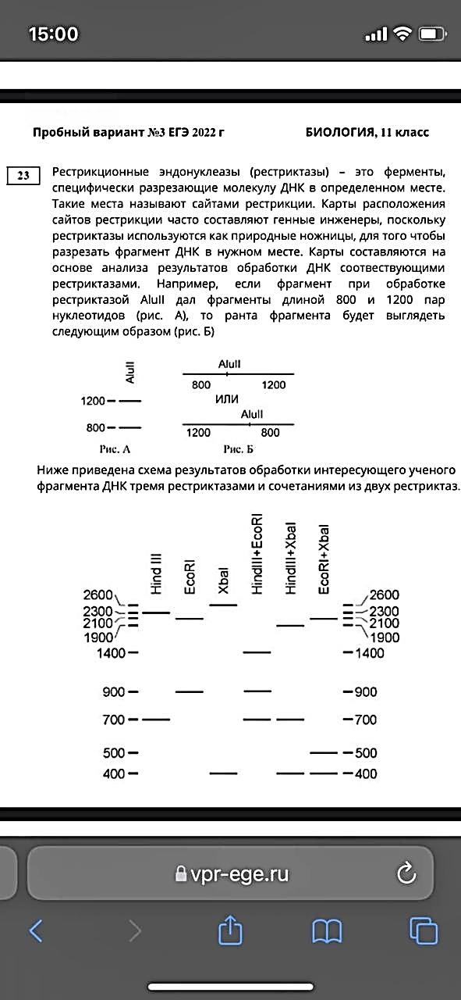 15:00
Пробный вариант №3 ЕГЭ 2022 г БИОЛОГИЯ, 11 класс
23
Рестрикционные эндонуклеазы (рестриктазы) – это ферменты,
специфически разрезающие молекулу ДНК в определенном месте.
Такие места называют сайтами рестрикции. Карты расположения
сайтов рестрикции часто составляют генные инженеры, поскольку
рестриктазы используются как природные ножницы, для того чтобы
разрезать фрагмент ДНК в нужном месте. Карты составляются на
основе анализа результатов обработки ДНК соотвествующими
рестриктазами. Например, если фрагмент при обработке
рестриктазой AluII дал фрагменты длиной 800 и 1200 пар
нуклеотидов (рис. А), то ранта фрагмента будет выглядеть
следующим образом (рис. Б)
AluII
1200
800
Рис. А
AluII
800 1200
ИЛИ
AluII
1200 800
Рис. Б
Ниже приведена схема результатов обработки интересующего ученого
фрагмента ДНК тремя рестриктазами и сочетаниями из двух рестриктаз.
Hind III
EcoRI
XbaI
HindIII+EcoRI
HindIII+XbaI
EcoRI+XbaI
2600 2600
2300 2300
2100 2100
1900 1900
1400 1400
900 900
700 700
500 500
400 400
vpr-ege.ru